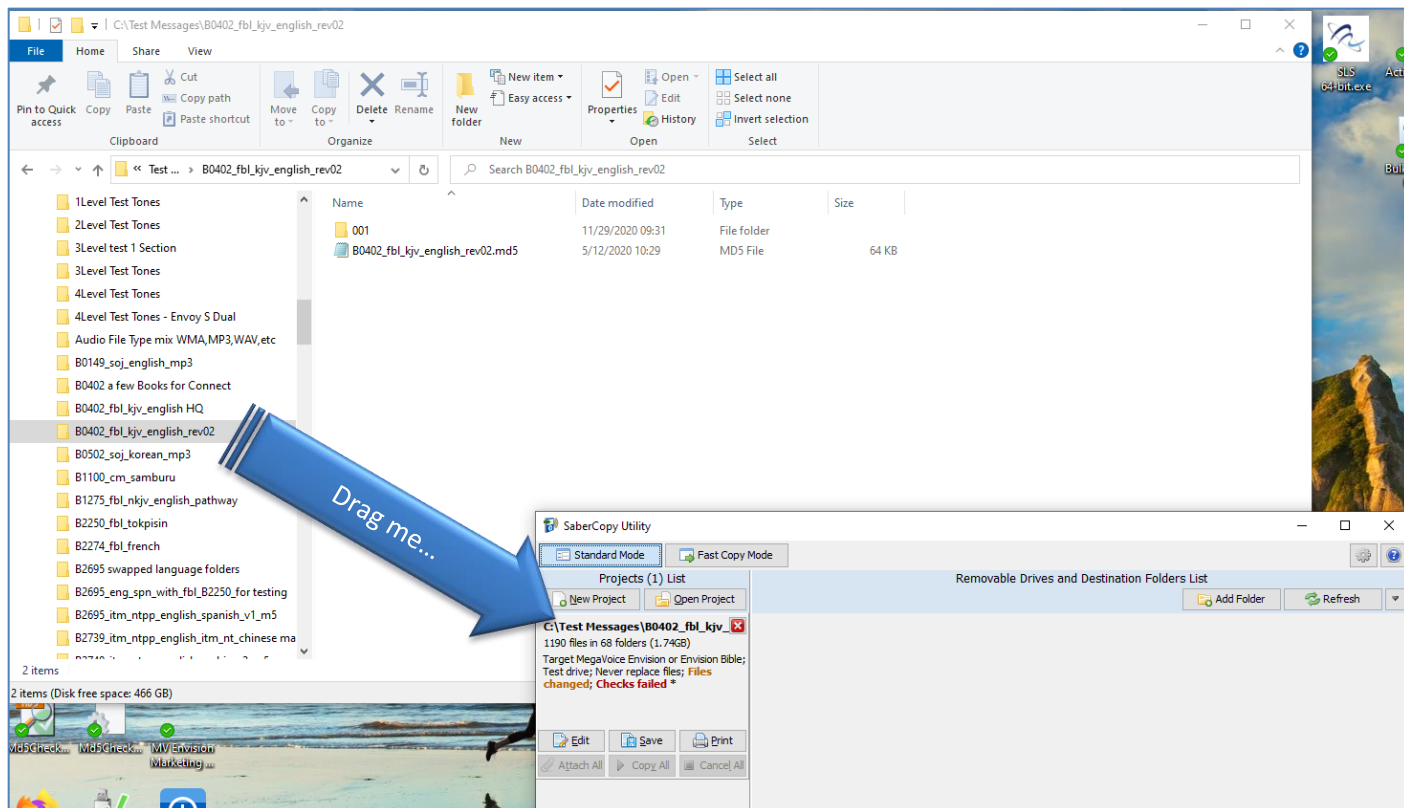 C:\Test Messages\B0402_fbl_kjv_english_rev02
File Home Share View
Pin to Quick access
Copy
Paste
Cut
Copy path
Paste shortcut
Clipboard
Move to
Copy to
Delete
Rename
Organize
New folder
New item
Easy access
New
Properties
Open
Edit
History
Open
Select all
Select none
Invert selection
Select
« Test ... › B0402_fbl_kjv_english_rev02
Search B0402_fbl_kjv_english_rev02
1Level Test Tones
2Level Test Tones
3Level test 1 Section
3Level Test Tones
4Level Test Tones
4Level Test Tones - Envoy S Dual
Audio File Type mix WMA,MP3,WAV,etc
B0149_soj_english_mp3
B0402 a few Books for Connect
B0402_fbl_kjv_english HQ
B0402_fbl_kjv_english_rev02
B0502_soj_korean_mp3
B1100_cm_samburu
B1275_fbl_nkjv_english_pathway
B2250_fbl_tokpisin
B2274_fbl_french
B2695 swapped language folders
B2695_eng_spn_with_fbl_B2250_for testing
B2695_itm_ntpp_english_spanish_v1_m5
B2739_itm_ntpp_english_itm_nt_chinese ma
Name Date modified Type Size
001 11/29/2020 09:31 File folder
B0402_fbl_kjv_english_rev02.md5 5/12/2020 10:29 MD5 File 64 KB
2 items
2 items (Disk free space: 466 GB)
Drag me...
SLS
64-bit.exe
Md5Check...
Md5Check...
MV Envision
Marketing ...
SaberCopy Utility
Standard Mode
Fast Copy Mode
Projects (1) List
New Project
Open Project
C:\Test Messages\B0402_fbl_kjv_
1190 files in 68 folders (1.74GB)
Target MegaVoice Envision or Envision Bible;
Test drive; Never replace files; Files
changed; Checks failed *
Edit
Save
Print
Attach All
Copy All
Cancel All
Removable Drives and Destination Folders List
Add Folder
Refresh